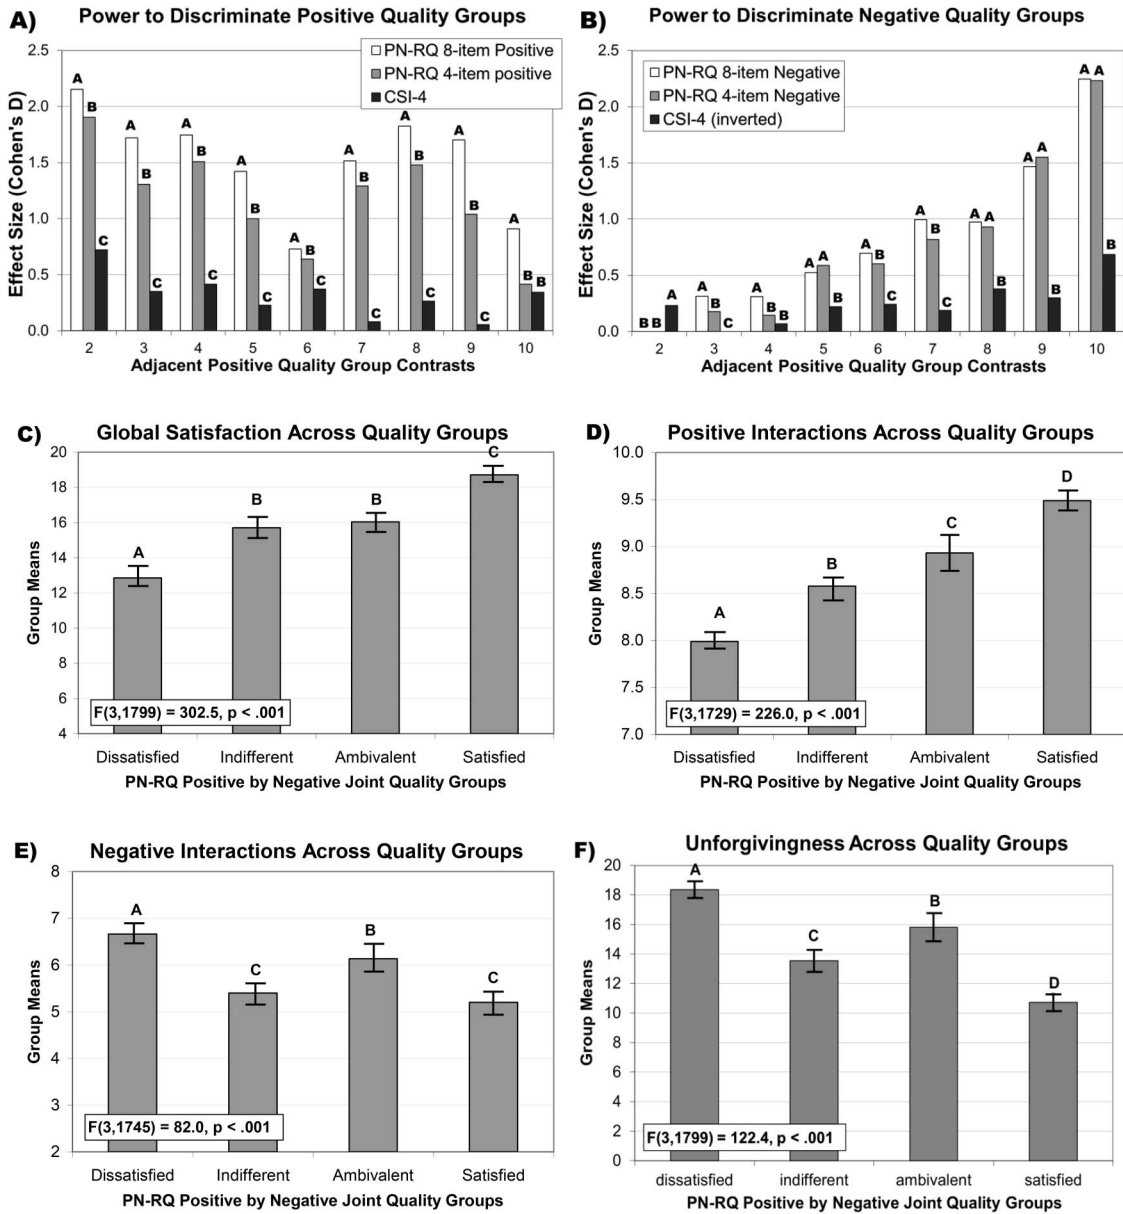 A) Power to Discriminate Positive Quality Groups
PN-RQ 8-item Positive
PN-RQ 4-item positive
CSI-4
Effect Size (Cohen's D)
2.5
2.0
1.5
1.0
0.5
0.0
A B C
A B C
A B C
A B C
A B C
A B C
A B C
A B C
A B B
2 3 4 5 6 7 8 9 10
Adjacent Positive Quality Group Contrasts
B) Power to Discriminate Negative Quality Groups
PN-RQ 8-item Negative
PN-RQ 4-item Negative
CSI-4 (inverted)
Effect Size (Cohen's D)
2.5
2.0
1.5
1.0
0.5
0.0
B B A
A B C
A B B
A A B
A B B
A B C
A A B
A A B
A A B
2 3 4 5 6 7 8 9 10
Adjacent Positive Quality Group Contrasts
C) Global Satisfaction Across Quality Groups
Group Means
20
18
16
14
12
10
8
6
4
A B B C
F(3,1799) = 302.5, p < .001
Dissatisfied Indifferent Ambivalent Satisfied
PN-RQ Positive by Negative Joint Quality Groups
D) Positive Interactions Across Quality Groups
Group Means
10.0
9.5
9.0
8.5
8.0
7.5
7.0
A B C D
F(3,1729) = 226.0, p < .001
Dissatisfied Indifferent Ambivalent Satisfied
PN-RQ Positive by Negative Joint Quality Groups
E) Negative Interactions Across Quality Groups
Group Means
8
7
6
5
4
3
2
A C B C
F(3,1745) = 82.0, p < .001
Dissatisfied Indifferent Ambivalent Satisfied
PN-RQ Positive by Negative Joint Quality Groups
F) Unforgivingness Across Quality Groups
Group Means
20
18
16
14
12
10
8
6
4
2
0
A C B D
F(3,1799) = 122.4, p < .001
dissatisfied indifferent ambivalent satisfied
PN-RQ Positive by Negative Joint Quality Groups